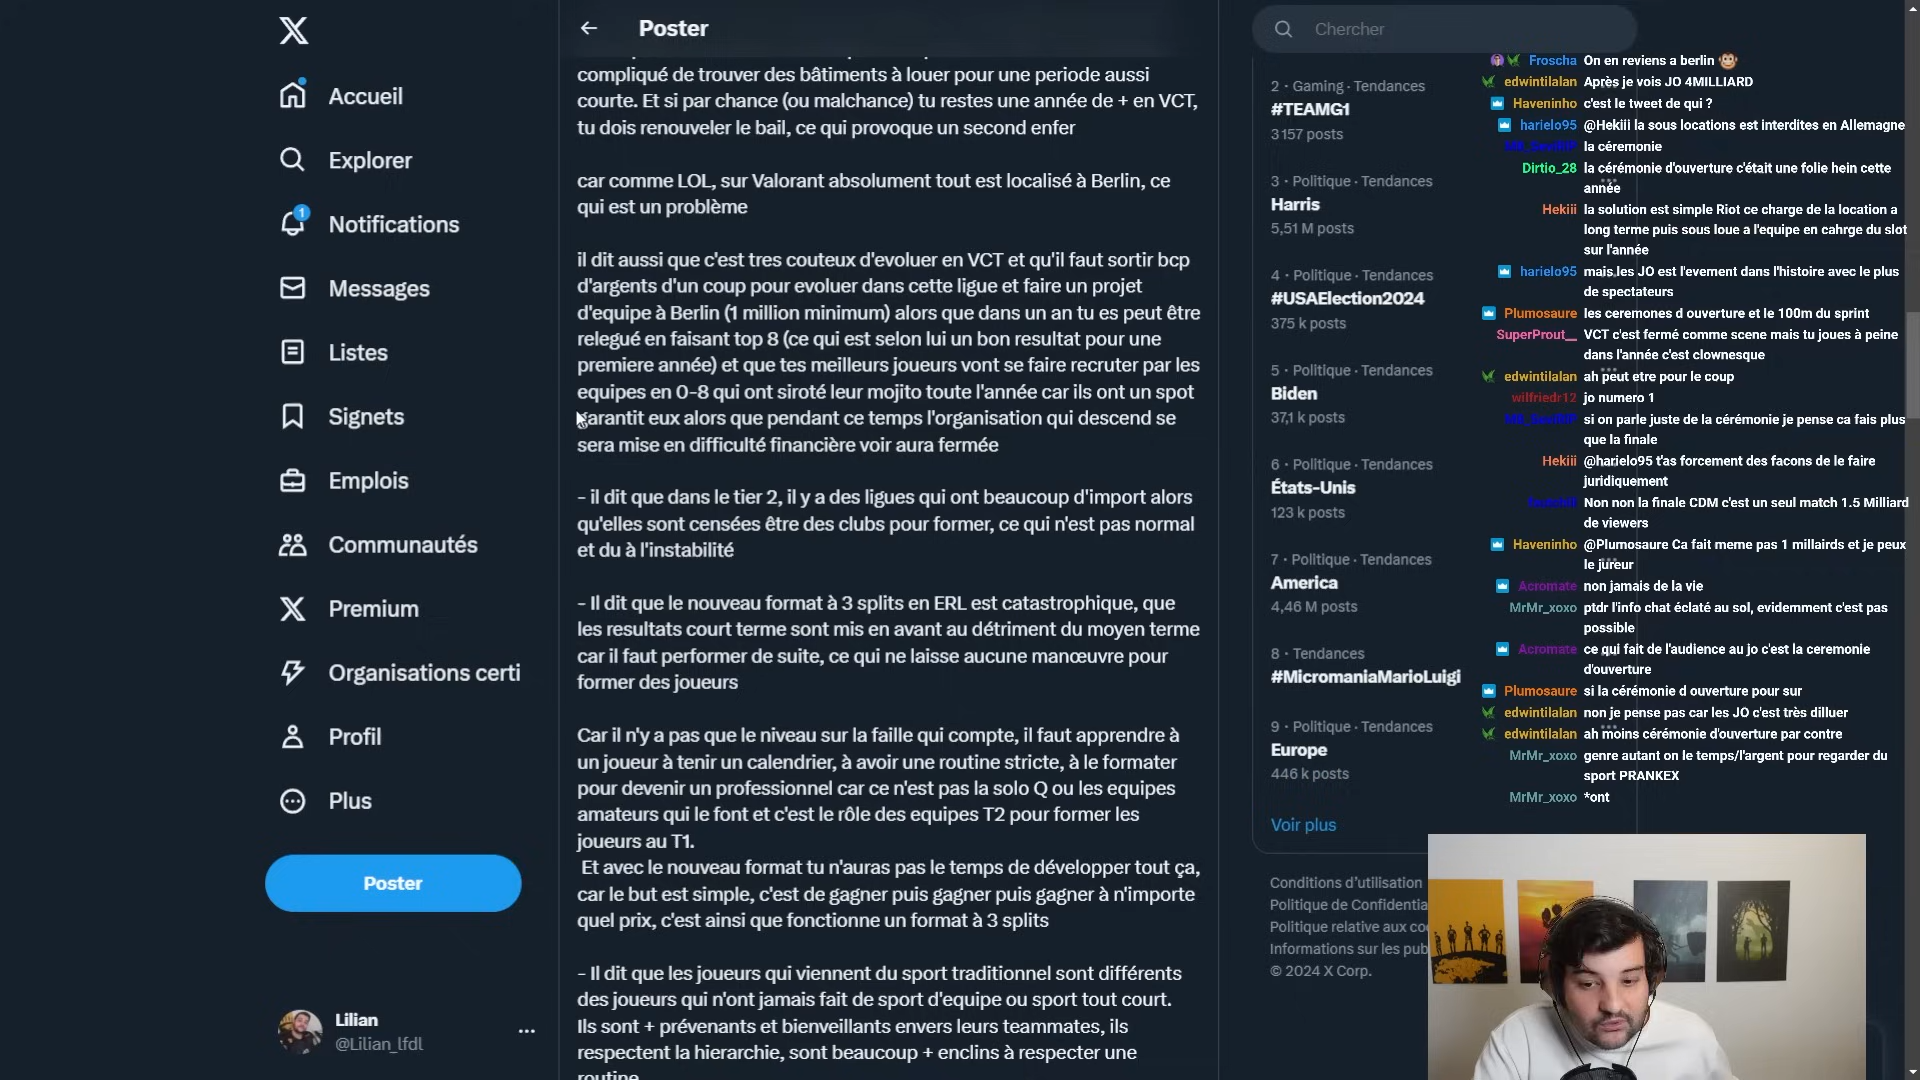 Accueil
Explorer
1
Notifications
Messages
Listes
Signets
Emplois
Communautés
Premium
Organisations certi
Profil
Plus
Poster
Lilian
@Lilian_lfdl
Poster
compliqué de trouver des bâtiments à louer pour une periode aussi
courte. Et si par chance (ou malchance) tu restes une année de + en VCT,
tu dois renouveler le bail, ce qui provoque un second enfer
car comme LOL, sur Valorant absolument tout est localisé à Berlin, ce
qui est un problème
il dit aussi que c'est tres couteux d'evoluer en VCT et qu'il faut sortir bcp
d'argents d'un coup pour evoluer dans cette ligue et faire un projet
d'equipe à Berlin (1 million minimum) alors que dans un an tu es peut être
relegué en faisant top 8 (ce qui est selon lui un bon resultat pour une
premiere année) et que tes meilleurs joueurs vont se faire recruter par les
equipes en 0-8 qui ont siroté leur mojito toute l'année car ils ont un spot
garantit eux alors que pendant ce temps l'organisation qui descend se
sera mise en difficulté financière voir aura fermée
- il dit que dans le tier 2, il y a des ligues qui ont beaucoup d'import alors
qu'elles sont censées être des clubs pour former, ce qui n'est pas normal
et du à l'instabilité
- Il dit que le nouveau format à 3 splits en ERL est catastrophique, que
les resultats court terme sont mis en avant au détriment du moyen terme
car il faut performer de suite, ce qui ne laisse aucune manœuvre pour
former des joueurs
Car il n'y a pas que le niveau sur la faille qui compte, il faut apprendre à
un joueur à tenir un calendrier, à avoir une routine stricte, à le formater
pour devenir un professionnel car ce n'est pas la solo Q ou les equipes
amateurs qui le font et c'est le rôle des equipes T2 pour former les
joueurs au T1.
Et avec le nouveau format tu n'auras pas le temps de développer tout ça,
car le but est simple, c'est de gagner puis gagner puis gagner à n'importe
quel prix, c'est ainsi que fonctionne un format à 3 splits
- Il dit que les joueurs qui viennent du sport traditionnel sont différents
des joueurs qui n'ont jamais fait de sport d'equipe ou sport tout court.
Ils sont + prévenants et bienveillants envers leurs teammates, ils
respectent la hierarchie, sont beaucoup + enclins à respecter une
routine
Chercher
2 · Gaming · Tendances
#TEAMG1
3 157 posts
3 · Politique · Tendances
Harris
5,51 M posts
4 · Politique · Tendances
#USAElection2024
375 k posts
5 · Politique · Tendances
Biden
37,1 k posts
6 · Politique · Tendances
États-Unis
123 k posts
7 · Politique · Tendances
America
4,46 M posts
8 · Tendances
#MicromaniaMarioLuigi
9 · Politique · Tendances
Europe
446 k posts
Voir plus
Conditions d'utilisation
Politique de Confidentia
Politique relative aux co
Informations sur les pub
© 2024 X Corp.
Froscha On en reviens a berlin
edwintilalan Après je vois JO 4MILLIARD
Haveninho c'est le tweet de qui ?
harielo95 @Hekiii la sous locations est interdites en Allemagne
la céremonie
Dirtio_28 la cérémonie d'ouverture c'était une folie hein cette
année
Hekiii la solution est simple Riot ce charge de la location a
long terme puis sous loue a l'equipe en cahrge du slot
sur l'année
harielo95 mais les JO est l'evement dans l'histoire avec le plus
de spectateurs
Plumosaure les ceremones d ouverture et le 100m du sprint
SuperProut__ VCT c'est fermé comme scene mais tu joues à peine
dans l'année c'est clownesque
edwintilalan ah peut etre pour le coup
wilfriedr12 jo numero 1
si on parle juste de la cérémonie je pense ca fais plus
que la finale
Hekiii @harielo95 t'as forcement des facons de le faire
juridiquement
Non non la finale CDM c'est un seul match 1.5 Milliard
de viewers
Haveninho @Plumosaure Ca fait meme pas 1 millairds et je peux
le jureur
Acromate non jamais de la vie
MrMr_xoxo ptdr l'info chat éclaté au sol, evidemment c'est pas
possible
Acromate ce qui fait de l'audience au jo c'est la ceremonie
d'ouverture
Plumosaure si la cérémonie d ouverture pour sur
edwintilalan non je pense pas car les JO c'est très dilluer
edwintilalan ah moins cérémonie d'ouverture par contre
MrMr_xoxo genre autant on le temps/l'argent pour regarder du
sport PRANKEX
MrMr_xoxo *ont